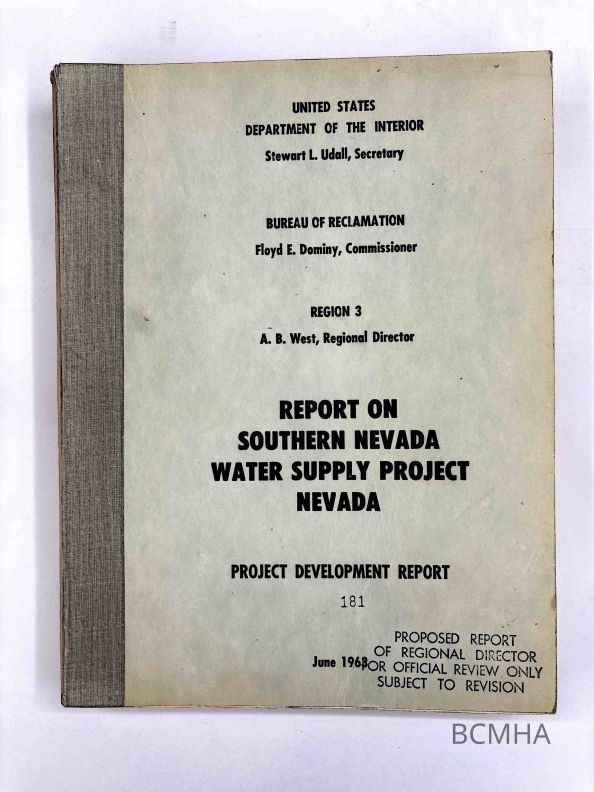 UNITED STATES
DEPARTMENT OF THE INTERIOR
Stewart L. Udall, Secretary
BUREAU OF RECLAMATION
Floyd E. Dominy, Commissioner
REGION 3
A. B. West, Regional Director
REPORT ON
SOUTHERN NEVADA
WATER SUPPLY PROJECT
NEVADA
PROJECT DEVELOPMENT REPORT
181
June 1963
PROPOSED REPORT
OF REGIONAL DIRECTOR
FOR OFFICIAL REVIEW ONLY
SUBJECT TO REVISION
BCMHA